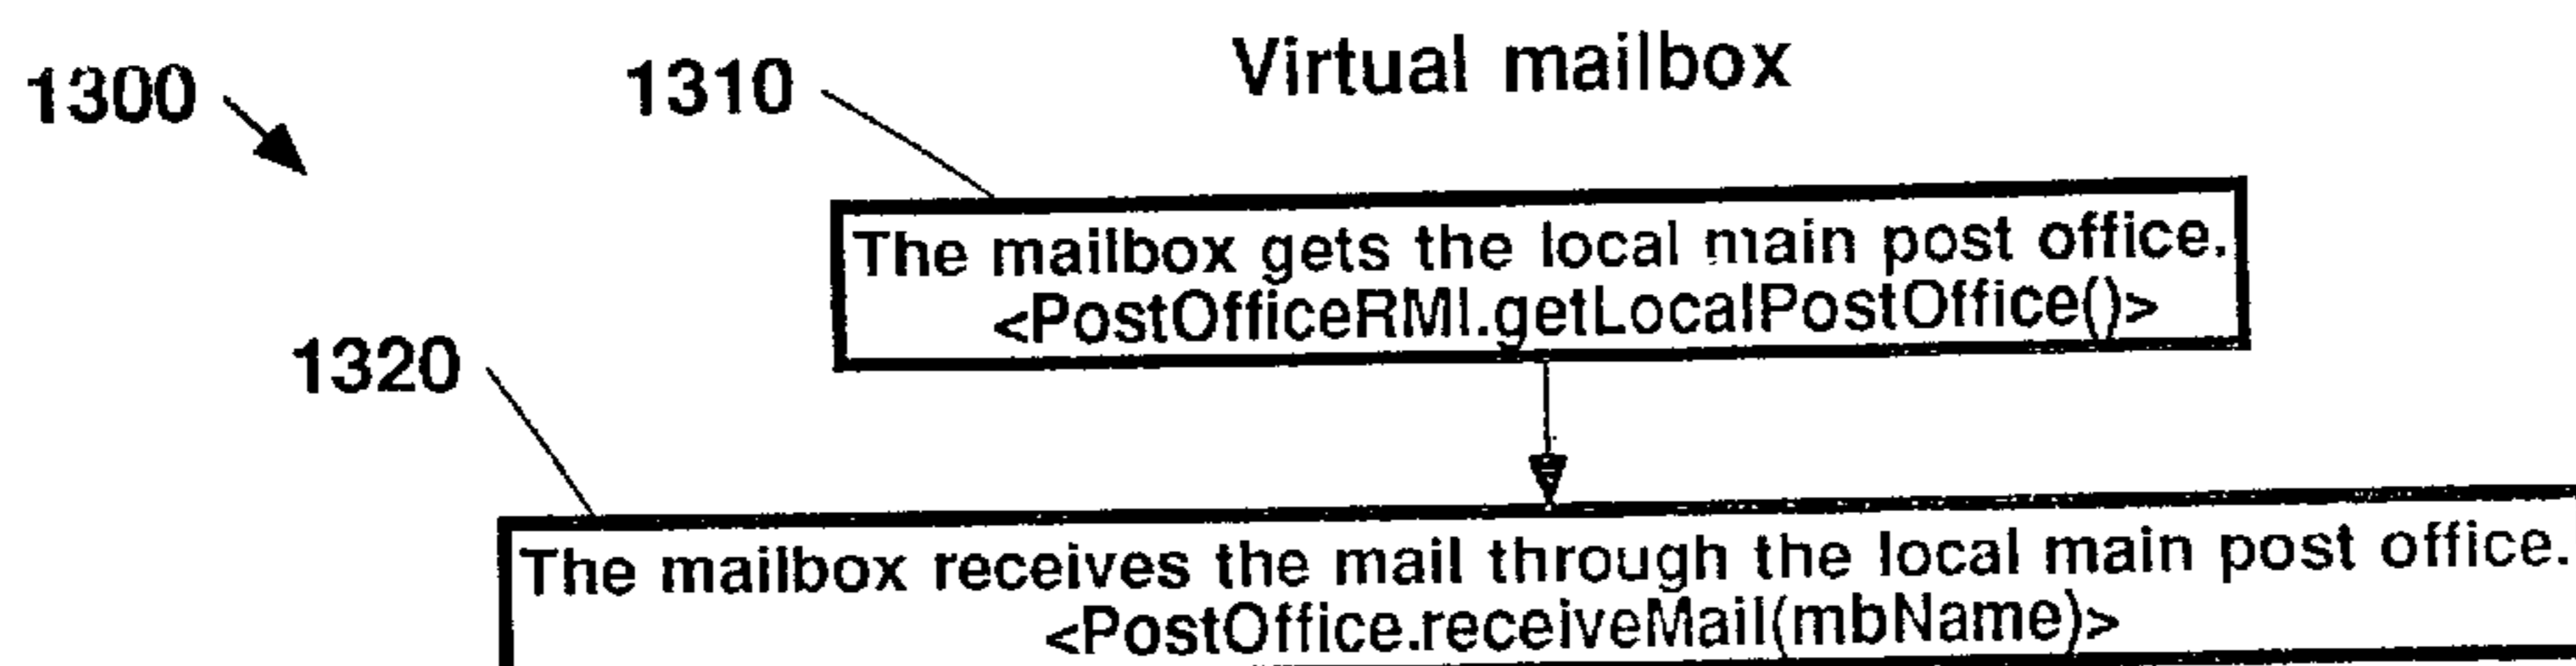 Virtual mailbox
1300
1310
The mailbox gets the local main post office.
<PostOfficeRMI.getLocalPostOffice()>
1320
The mailbox receives the mail through the local main post office.
<PostOffice.receiveMail(mbName)>